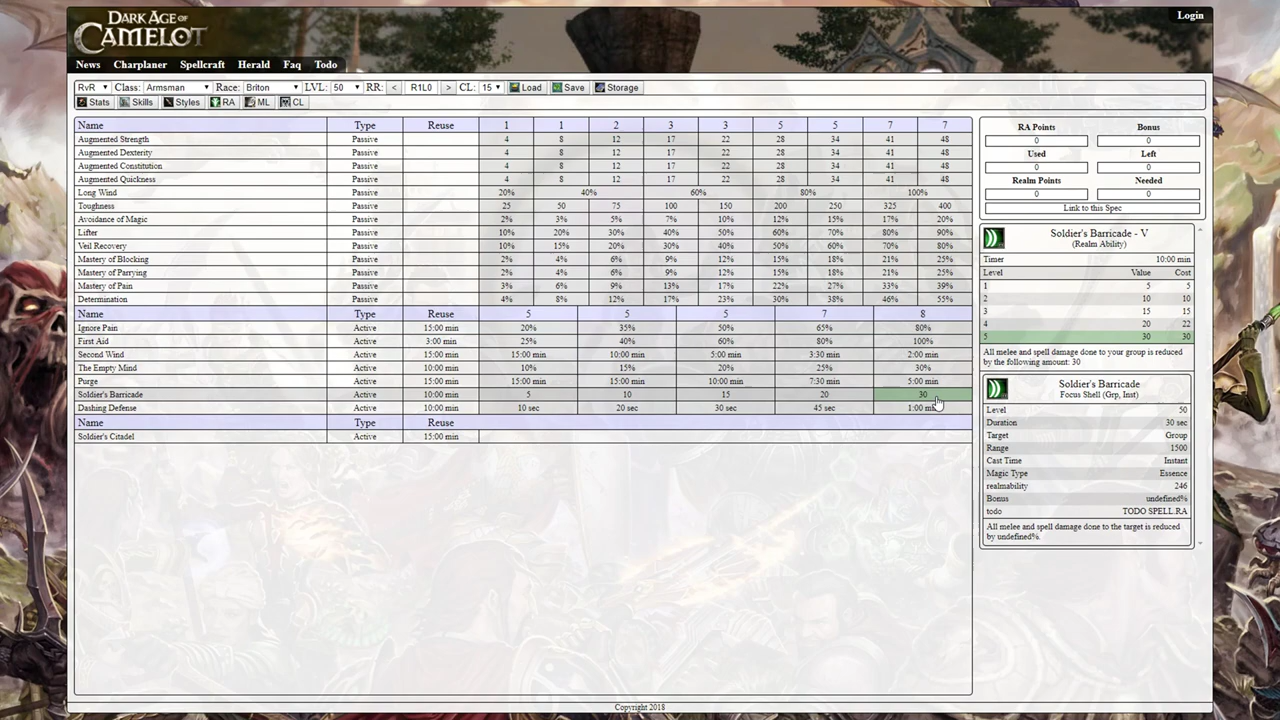 DARK AGE OF
CAMELOT
Login
News Charplaner Spellcraft Herald Faq Todo
RvR Class: Armsman Race: Briton LVL: 50 RR: < R1L0 > CL: 15 Load Save Storage
Stats Skills Styles RA ML CL
Name Type Reuse 1 1 2 3 3 5 5 7 7
Augmented Strength Passive 4 8 12 17 22 28 34 41 48
Augmented Dexterity Passive 4 8 12 17 22 28 34 41 48
Augmented Constitution Passive 4 8 12 17 22 28 34 41 48
Augmented Quickness Passive 4 8 12 17 22 28 34 41 48
Long Wind Passive 20% 40% 60% 80% 100%
Toughness Passive 25 50 75 100 150 200 250 325 400
Avoidance of Magic Passive 2% 3% 5% 7% 10% 12% 15% 17% 20%
Lifter Passive 10% 20% 30% 40% 50% 60% 70% 80% 90%
Veil Recovery Passive 10% 15% 20% 30% 40% 50% 60% 70% 80%
Mastery of Blocking Passive 2% 4% 6% 9% 12% 15% 18% 21% 25%
Mastery of Parrying Passive 2% 4% 6% 9% 12% 15% 18% 21% 25%
Mastery of Pain Passive 3% 6% 9% 13% 17% 22% 27% 33% 39%
Determination Passive 4% 8% 12% 17% 23% 30% 38% 46% 55%
Name Type Reuse 5 5 5 7 8
Ignore Pain Active 15:00 min 20% 35% 50% 65% 80%
First Aid Active 3:00 min 25% 40% 60% 80% 100%
Second Wind Active 15:00 min 15:00 min 10:00 min 5:00 min 3:30 min 2:00 min
The Empty Mind Active 10:00 min 10% 15% 20% 25% 30%
Purge Active 15:00 min 15:00 min 15:00 min 10:00 min 7:30 min 5:00 min
Soldier's Barricade Active 10:00 min 5 10 15 20 30
Dashing Defense Active 10:00 min 10 sec 20 sec 30 sec 45 sec 1:00 min
Name Type Reuse
Soldier's Citadel Active 15:00 min
RA Points Bonus
0 0
Used Left
0 0
Realm Points Needed
0 0
Link to this Spec
Soldier's Barricade - V
(Realm Ability)
Timer 10:00 min
Level Value Cost
1 5 5
2 10 10
3 15 15
4 20 22
5 30 30
All melee and spell damage done to your group is reduced
by the following amount: 30
Soldier's Barricade
Focus Shell (Grp, Inst)
Level 50
Duration 30 sec
Target Group
Range 1500
Cast Time Instant
Magic Type Essence
realmability 246
Bonus undefined%
todo TODO SPELL.RA
All melee and spell damage done to the target is reduced
by undefined%.
Copyright 2018